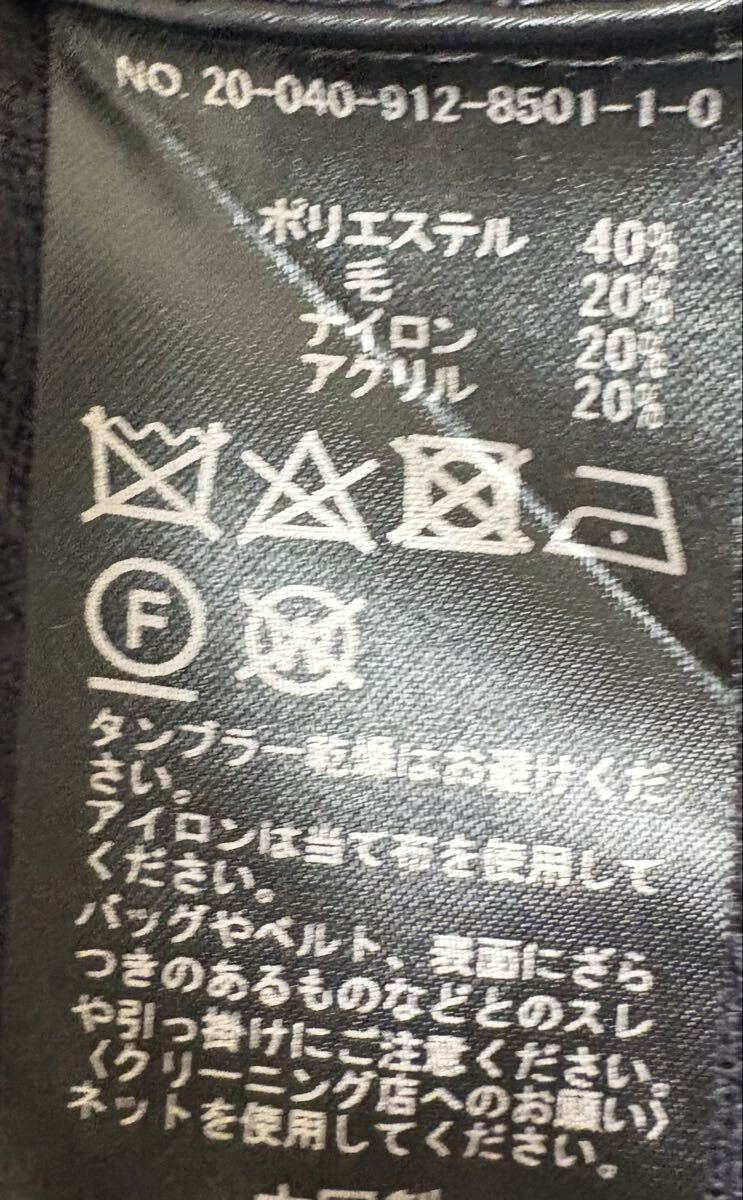 NO. 20-040-912-8501-1-0
ポリエステル 40%
毛 20%
ナイロン 20%
アクリル 20%
F
W
タンブラー乾燥はお避けくだ
さい。
アイロンは当て布を使用して
ください。
バッグやベルト、表面にざら
つきのあるものなどとのスレ
や引っ掛けにご注意ください。
〈クリーニング店へのお願い〉
ネットを使用してください。